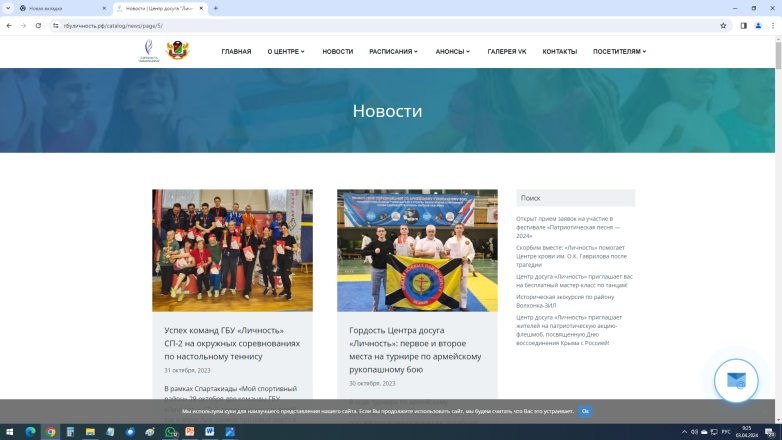 Новая вкладка
Новости | Центр досуга "Личн
гбуличность.рф/catalog/news/page/5/
ГЛАВНАЯ О ЦЕНТРЕ НОВОСТИ РАСПИСАНИЯ АНОНСЫ ГАЛЕРЕЯ VK КОНТАКТЫ ПОСЕТИТЕЛЯМ
Новости
Успех команд ГБУ «Личность»
СП-2 на окружных соревнованиях
по настольному теннису
31 октября, 2023
В рамках Спартакиады «Мой спортивный
район» 29 октября две команды ГБУ
Гордость Центра досуга
«Личность»: первое и второе
места на турнире по армейскому
рукопашному бою
30 октября, 2023
Поиск
Открыт прием заявок на участие в
фестивале «Патриотическая песня —
2024»
Скорбим вместе: «Личность» помогает
Центре крови им. О.К. Гаврилова после
трагедии
Центр досуга «Личность» приглашает вас
на бесплатный мастер-класс по танцам!
Историческая экскурсия по району
Волхонка-ЗИЛ
Центр досуга «Личность» приглашает
жителей на патриотическую акцию-
флешмоб, посвященную Дню
воссоединения Крыма с Россией!
Мы используем куки для наилучшего представления нашего сайта. Если Вы продолжите использовать сайт, мы будем считать что Вас это устраивает. Ok
РУС
9:25
03.04.2024